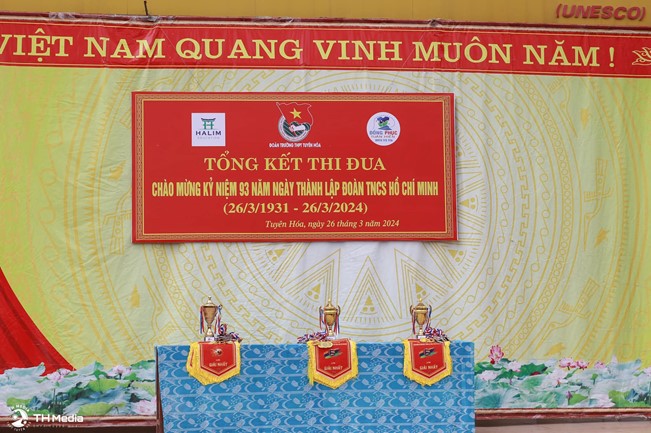 (UNESCO)
VIỆT NAM QUANG VINH MUÔN NĂM !
HALIM
ĐOÀN TRƯỜNG THPT TUYÊN HÓA
ĐỒNG PHỤC
TỔNG KẾT THI ĐUA
CHÀO MỪNG KỶ NIỆM 93 NĂM NGÀY THÀNH LẬP ĐOÀN TNCS HỒ CHÍ MINH
(26/3/1931 - 26/3/2024)
Tuyên Hóa, ngày 26 tháng 3 năm 2024
GIẢI NHẤT
GIẢI NHẤT
GIẢI NHẤT
TH Media